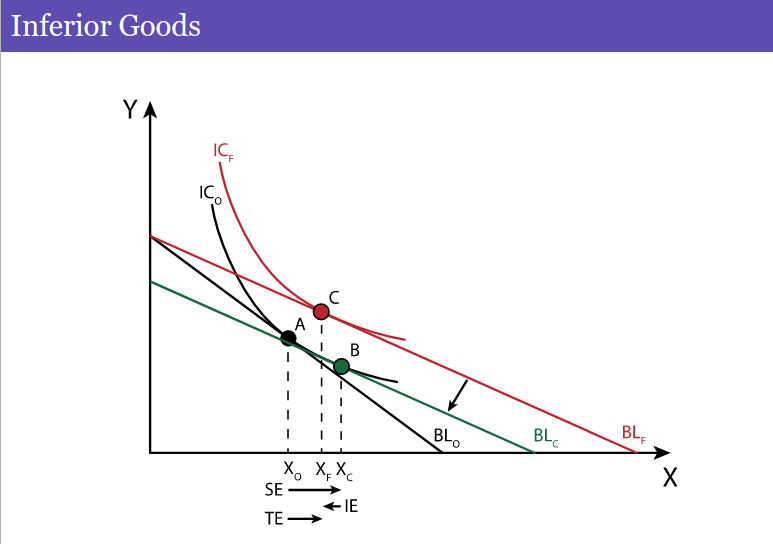 Inferior Goods
Y
IC_F
IC_O
C
A
B
BL_O
BL_C
BL_F
X_O X_F X_C
X
SE
IE
TE